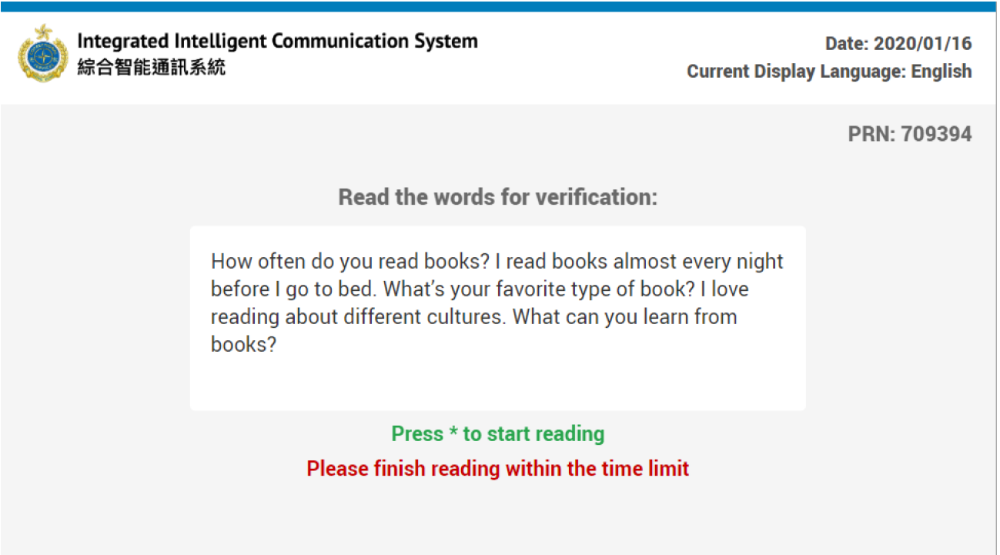 Integrated Intelligent Communication System
綜合智能通訊系統
Date: 2020/01/16
Current Display Language: English
PRN: 709394
Read the words for verification:
How often do you read books? I read books almost every night
before I go to bed. What's your favorite type of book? I love
reading about different cultures. What can you learn from
books?
Press * to start reading
Please finish reading within the time limit